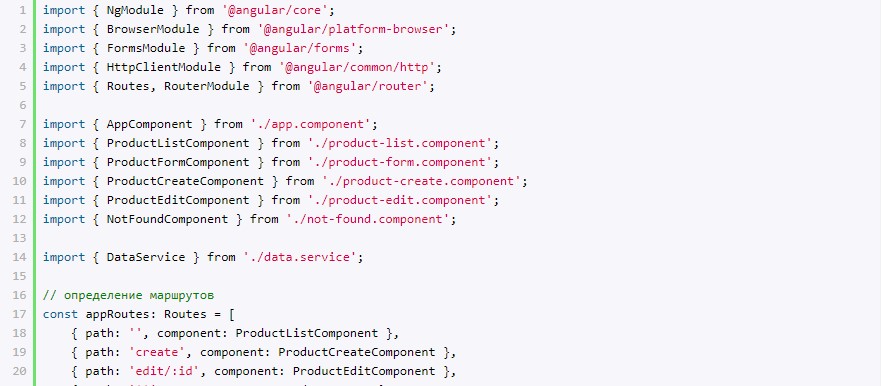 1 import { NgModule } from '@angular/core';
2 import { BrowserModule } from '@angular/platform-browser';
3 import { FormsModule } from '@angular/forms';
4 import { HttpClientModule } from '@angular/common/http';
5 import { Routes, RouterModule } from '@angular/router';
6
7 import { AppComponent } from './app.component';
8 import { ProductListComponent } from './product-list.component';
9 import { ProductFormComponent } from './product-form.component';
10 import { ProductCreateComponent } from './product-create.component';
11 import { ProductEditComponent } from './product-edit.component';
12 import { NotFoundComponent } from './not-found.component';
13
14 import { DataService } from './data.service';
15
16 // определение маршрутов
17 const appRoutes: Routes = [
18 { path: '', component: ProductListComponent },
19 { path: 'create', component: ProductCreateComponent },
20 { path: 'edit/:id', component: ProductEditComponent },